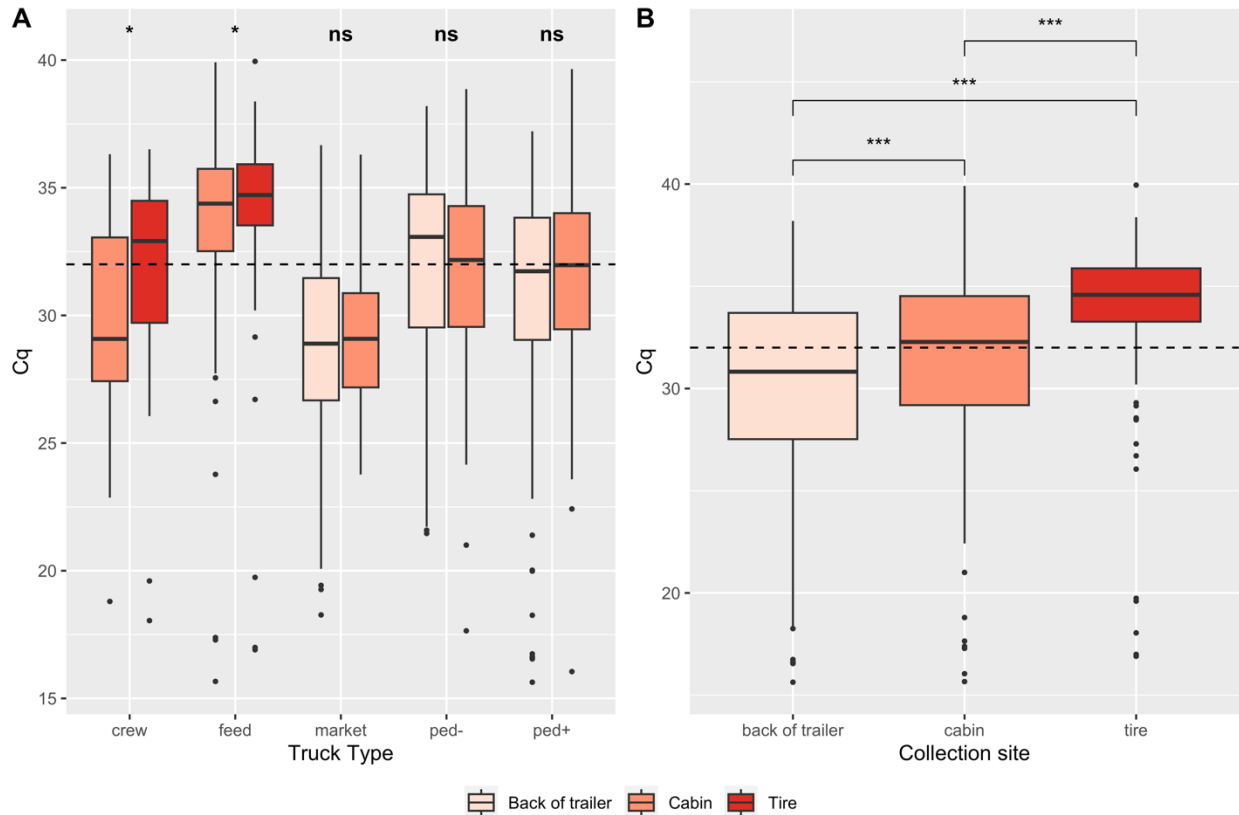 A
* * ns ns ns
40
35
30
25
20
15
Cq
crew feed market ped- ped+
Truck Type
B
***
***
***
40
30
20
Cq
back of trailer cabin tire
Collection site
Back of trailer Cabin Tire